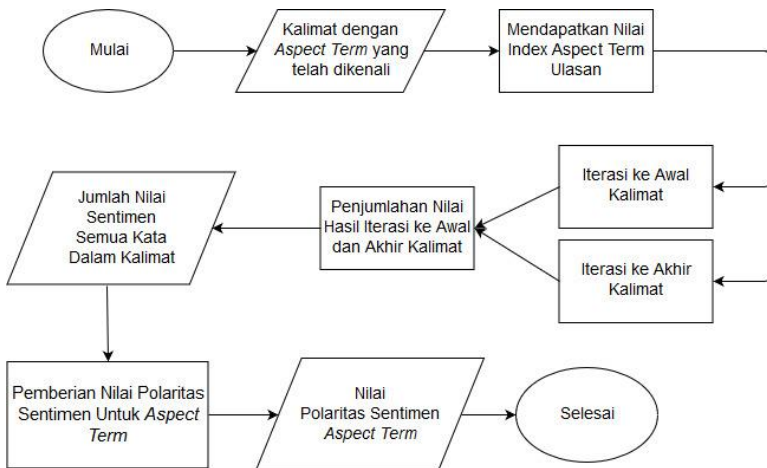 Mulai
Kalimat dengan
Aspect Term yang
telah dikenali
Mendapatkan Nilai
Index Aspect Term
Ulasan
Iterasi ke Awal
Kalimat
Iterasi ke Akhir
Kalimat
Penjumlahan Nilai
Hasil Iterasi ke Awal
dan Akhir Kalimat
Jumlah Nilai
Sentimen
Semua Kata
Dalam Kalimat
Pemberian Nilai Polaritas
Sentimen Untuk Aspect
Term
Nilai
Polaritas Sentimen
Aspect Term
Selesai